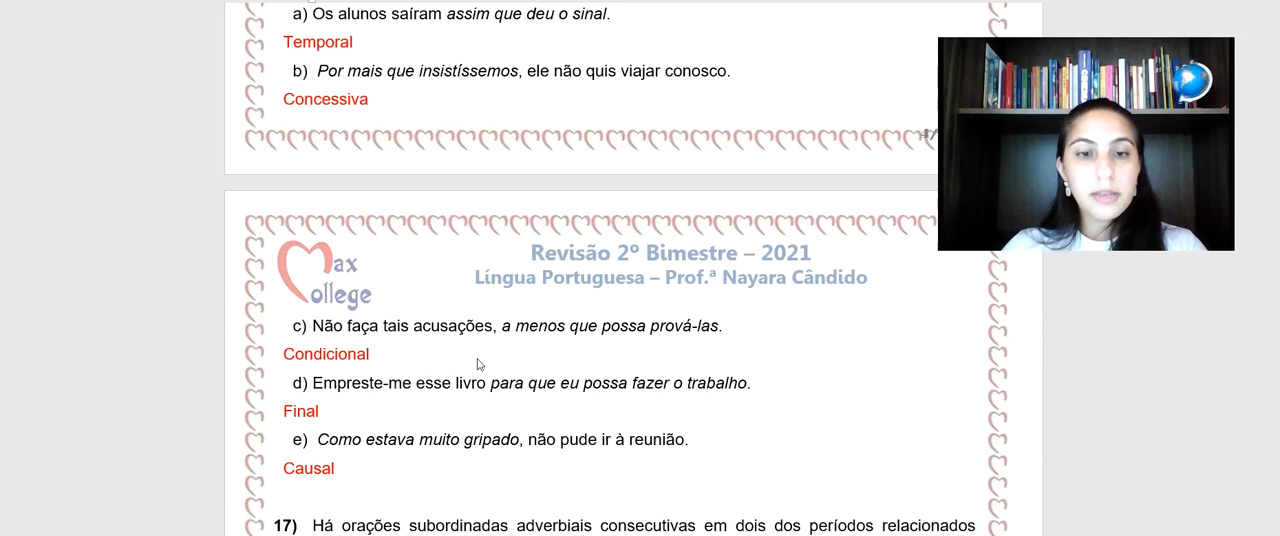 a) Os alunos saíram assim que deu o sinal.
Temporal
b) Por mais que insistíssemos, ele não quis viajar conosco.
Concessiva
Max College
Revisão 2º Bimestre – 2021
Língua Portuguesa – Prof.ª Nayara Cândido
c) Não faça tais acusações, a menos que possa prová-las.
Condicional
d) Empreste-me esse livro para que eu possa fazer o trabalho.
Final
e) Como estava muito gripado, não pude ir à reunião.
Causal
17) Há orações subordinadas adverbiais consecutivas em dois dos períodos relacionados